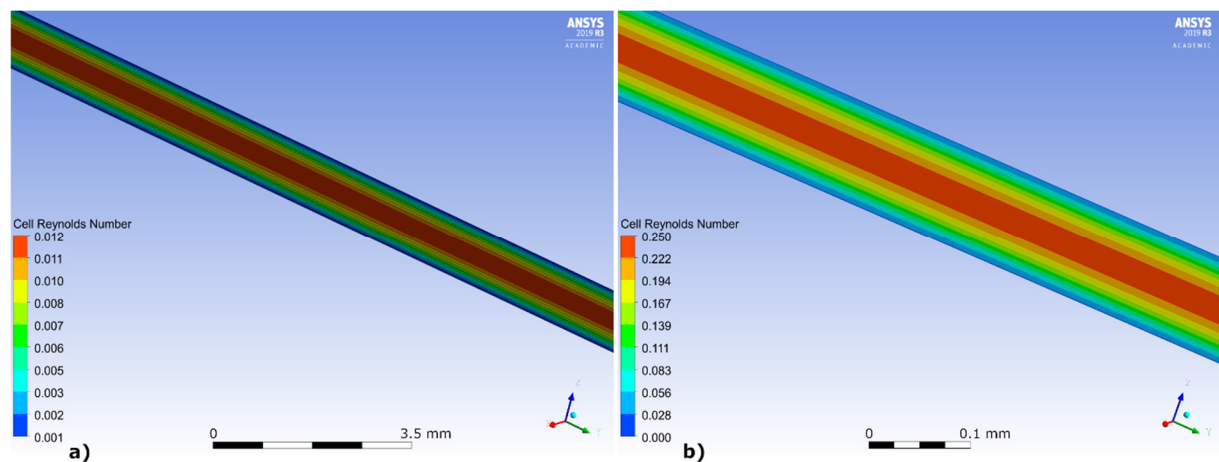 ANSYS
2019 R3
ACADEMIC
Cell Reynolds Number
0.012
0.011
0.010
0.008
0.007
0.006
0.005
0.003
0.002
0.001
0
3.5 mm
Z
X
Y
a)
ANSYS
2019 R3
ACADEMIC
Cell Reynolds Number
0.250
0.222
0.194
0.167
0.139
0.111
0.083
0.056
0.028
0.000
0
0.1 mm
Z
Y
b)